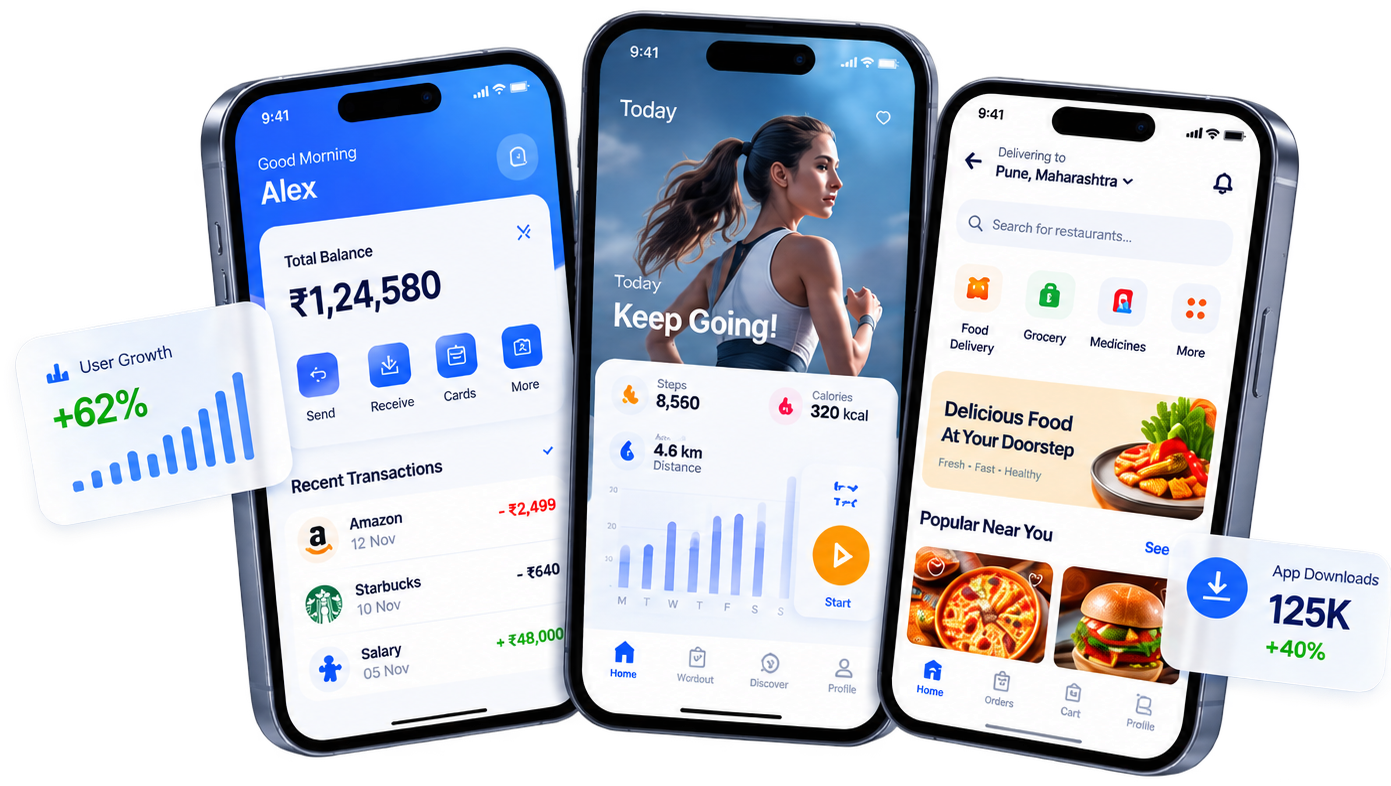 9:41
Good Morning
Alex
Total Balance
₹1,24,580
Send
Receive
Cards
More
Recent Transactions
Amazon
12 Nov
- ₹2,499
Starbucks
10 Nov
- ₹640
Salary
05 Nov
+ ₹48,000
User Growth
+62%
9:41
Today
Today
Keep Going!
Steps
8,560
Calories
320 kcal
4.6 km
Distance
30
20
M T W T F S S
Start
Home
Wordout
Discover
Profile
9:41
Delivering to
Pune, Maharashtra
Search for restaurants...
Food
Delivery
Grocery
Medicines
More
Delicious Food
At Your Doorstep
Fresh • Fast • Healthy
Popular Near You
See
Home
Orders
Cart
Profile
App Downloads
125K
+40%